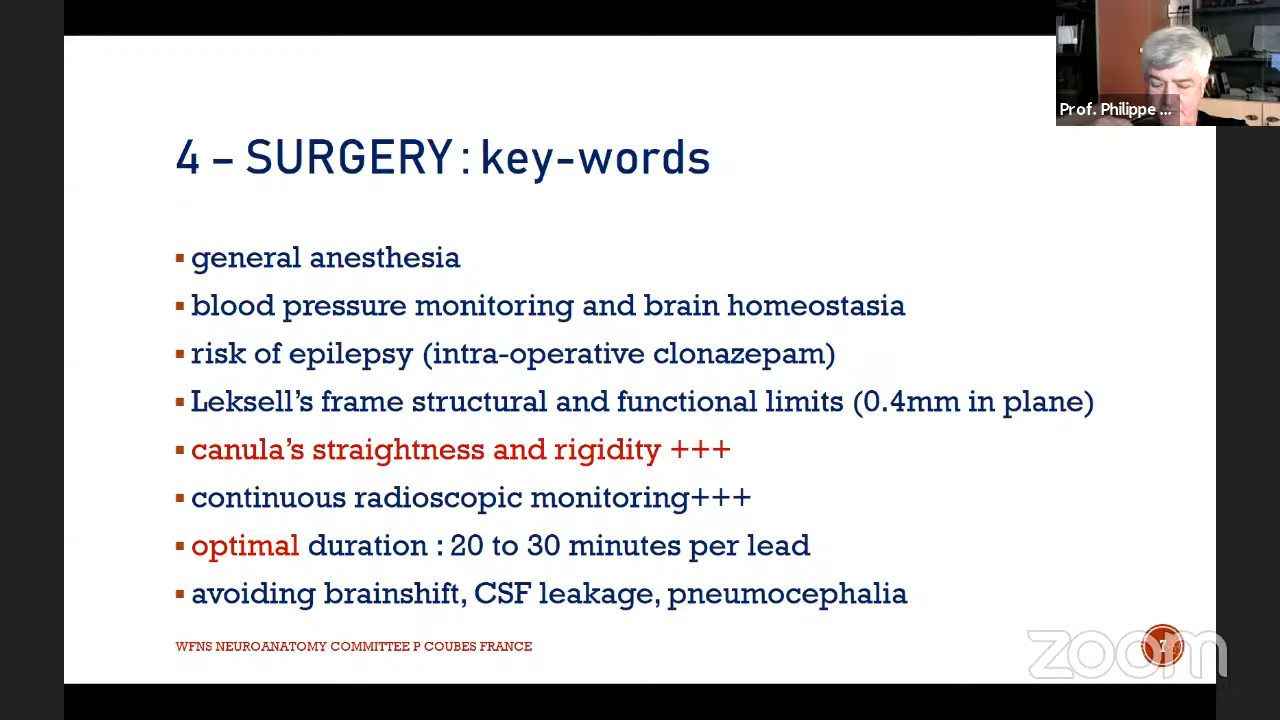 Prof. Philippe ...
4 – SURGERY : key-words
general anesthesia
blood pressure monitoring and brain homeostasia
risk of epilepsy (intra-operative clonazepam)
Leksell's frame structural and functional limits (0.4mm in plane)
canula's straightness and rigidity +++
continuous radioscopic monitoring+++
optimal duration : 20 to 30 minutes per lead
avoiding brainshift, CSF leakage, pneumocephalia
WFNS NEUROANATOMY COMMITTEE P COUBES FRANCE
7
zoom